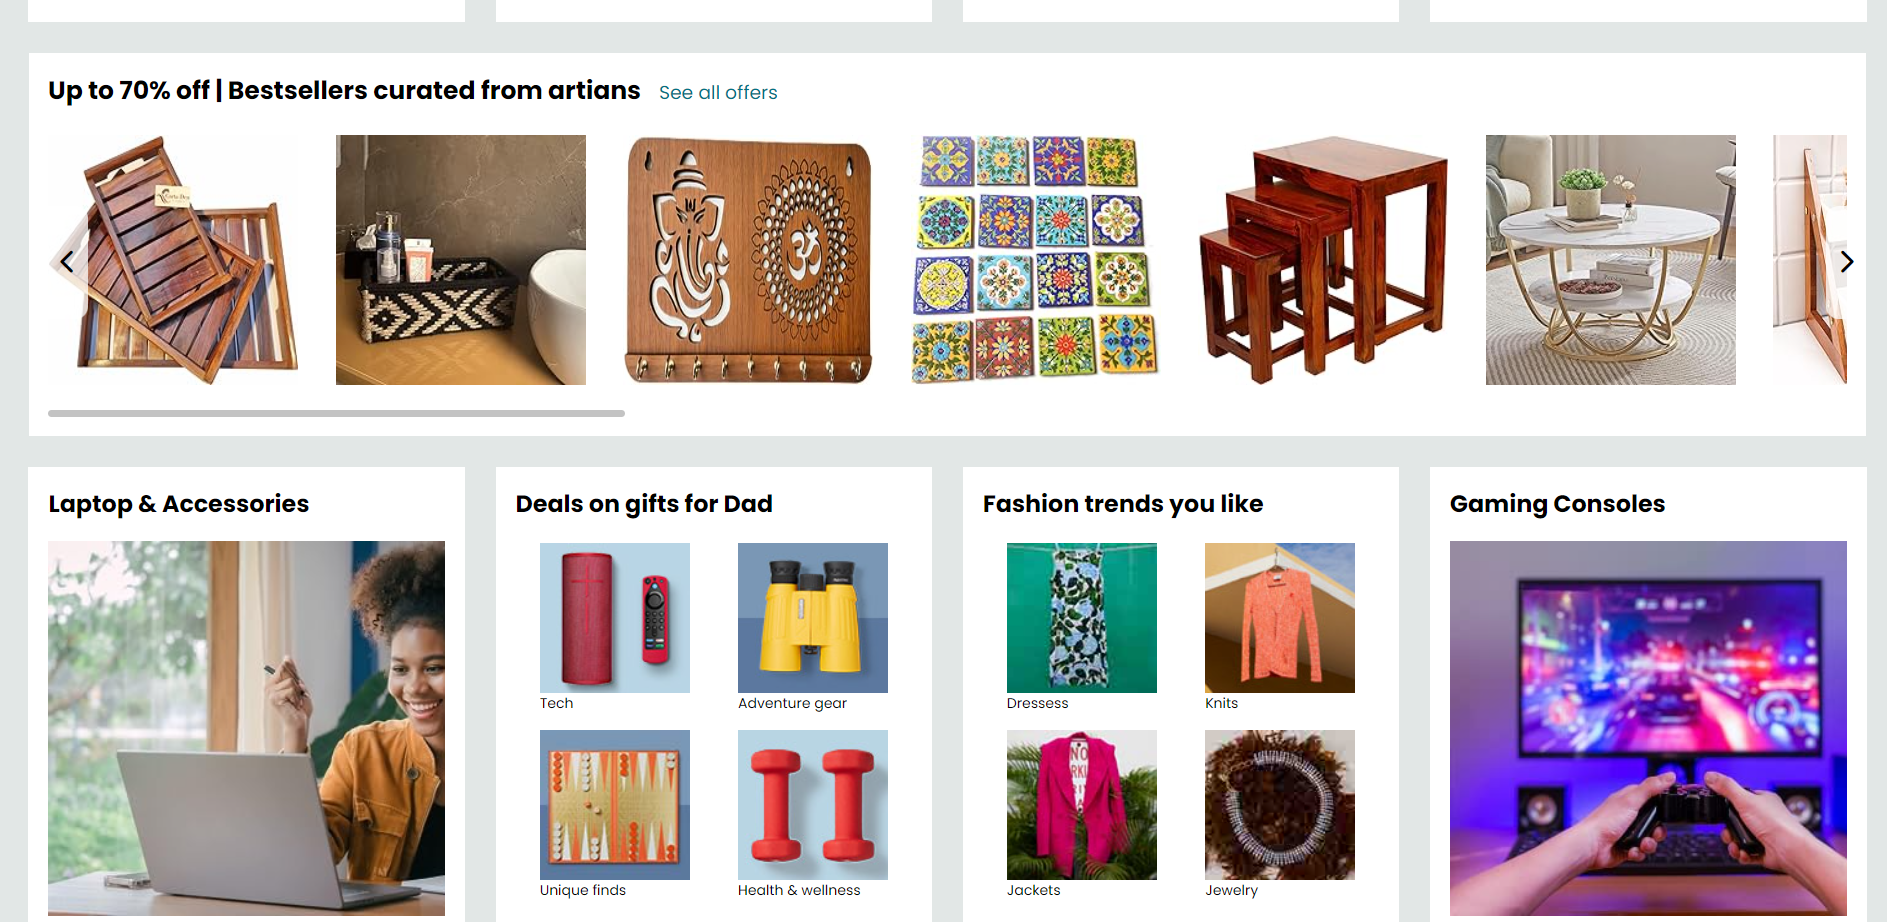 Up to 70% off | Bestsellers curated from artians See all offers
Laptop & Accessories
Deals on gifts for Dad
Fashion trends you like
Gaming Consoles
Tech
Adventure gear
Dressess
Knits
Unique finds
Health & wellness
Jackets
Jewelry